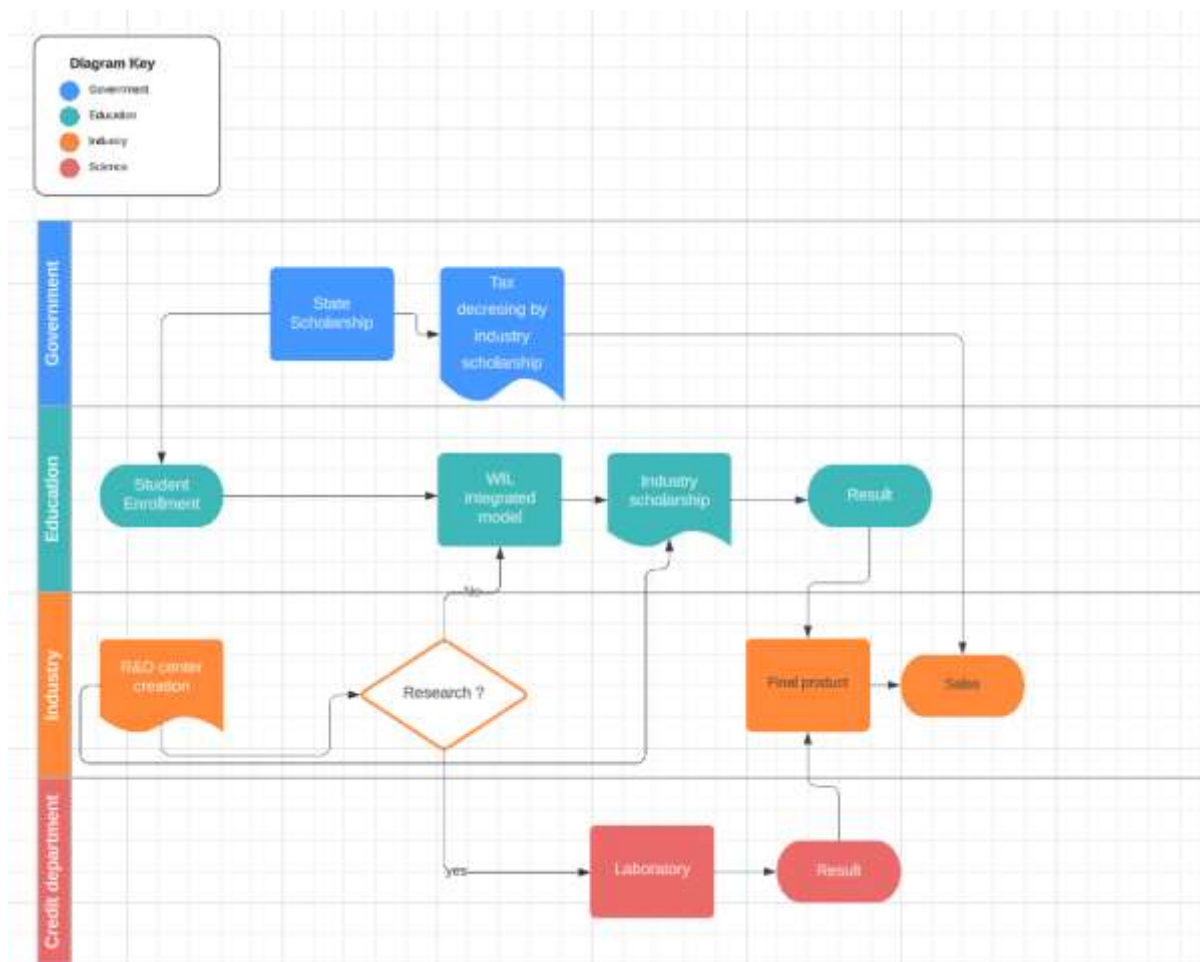 Diagram Key
Government
Education
Industry
Science
Government
State
Scholarship
Tax
decresing by
industry
scholarship
Education
Student
Enrollment
WIL
integrated
model
Industry
scholarship
Result
No
Industry
R&D center
creation
Research ?
Final product
Sales
Credit department
yes
Laboratory
Result